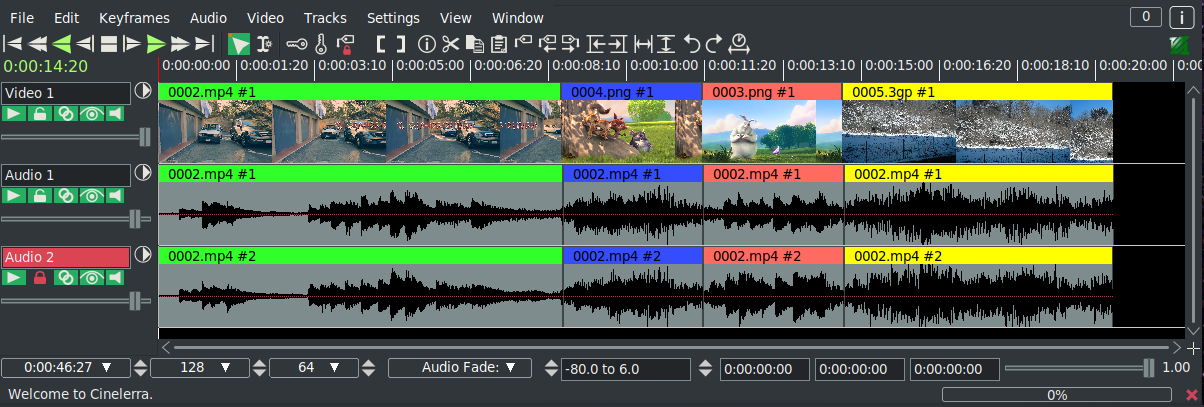 File Edit Keyframes Audio Video Tracks Settings View Window 0 i
0:00:14:20 0:00:00:00 0:00:01:20 0:00:03:10 0:00:05:00 0:00:06:20 0:00:08:10 0:00:10:00 0:00:11:20 0:00:13:10 0:00:15:00 0:00:16:20 0:00:18:10 0:00:20:00 0:00
Video 1 0002.mp4 #1 0004.png #1 0003.png #1 0005.3gp #1
Audio 1 0002.mp4 #1 0002.mp4 #1 0002.mp4 #1 0002.mp4 #1
Audio 2 0002.mp4 #2 0002.mp4 #2 0002.mp4 #2 0002.mp4 #2
0:00:46:27 128 64 Audio Fade: -80.0 to 6.0 0:00:00:00 0:00:00:00 0:00:00:00 1.00
Welcome to Cinelerra. 0%